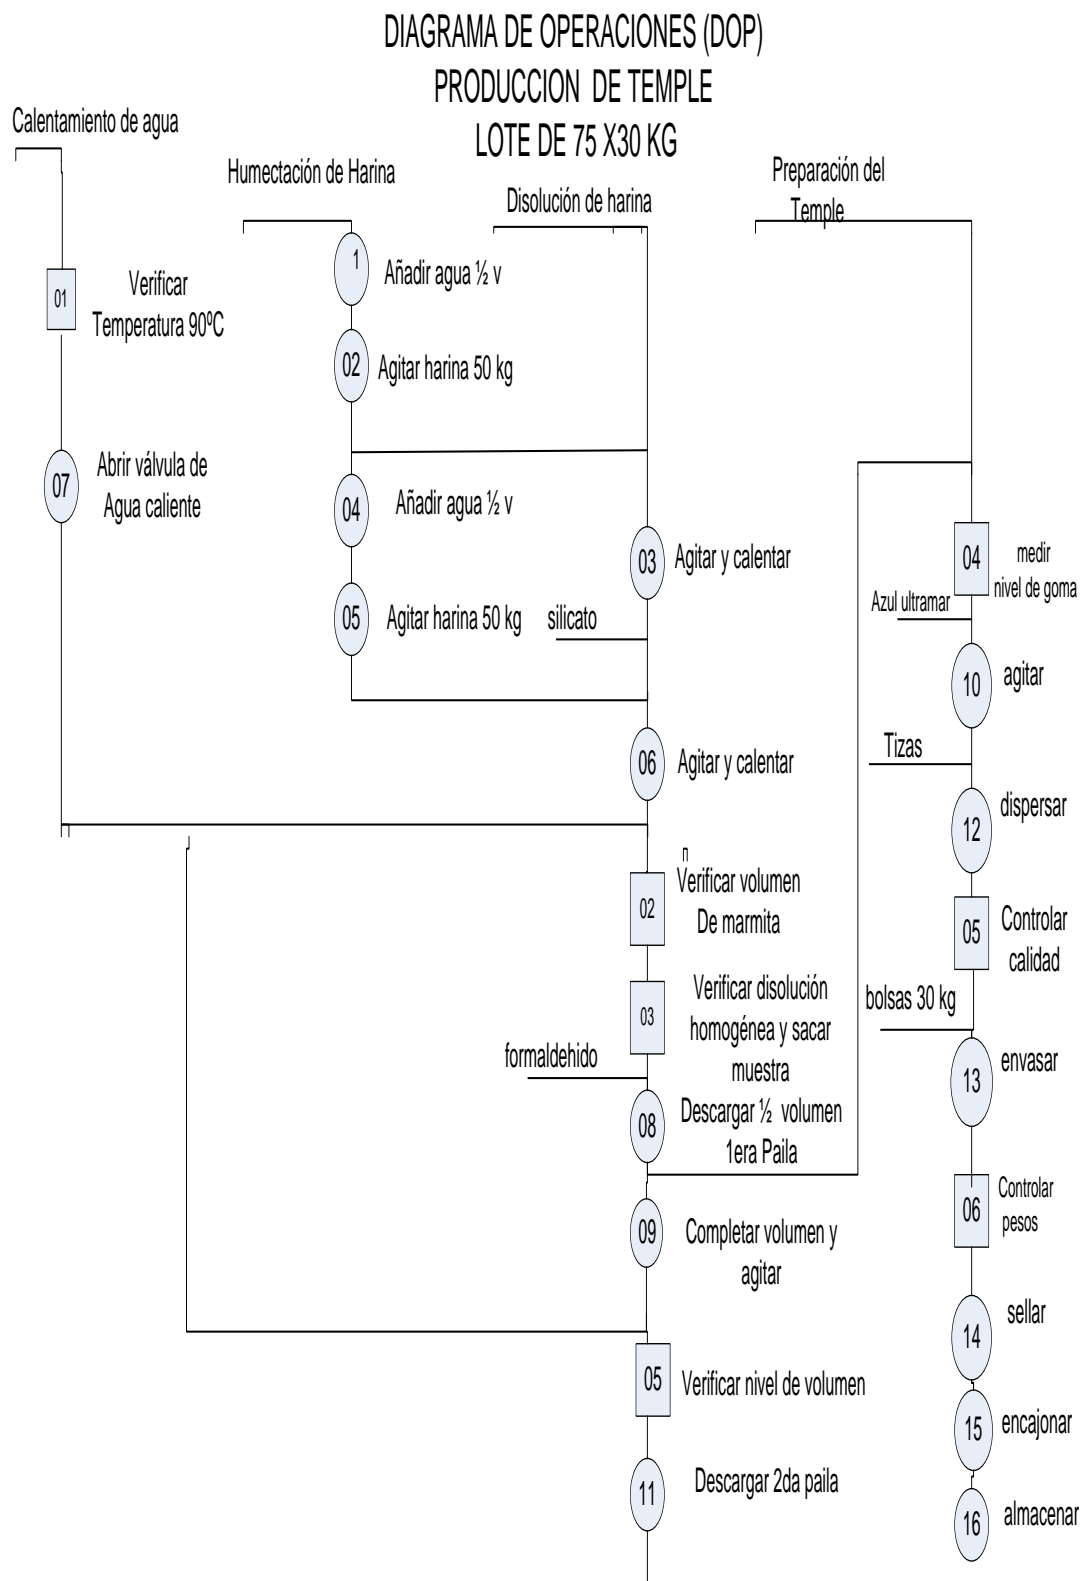 DIAGRAMA DE OPERACIONES (DOP)
PRODUCCION DE TEMPLE
LOTE DE 75 X30 KG
Calentamiento de agua
01
Verificar
Temperatura 90ºC
07
Abrir válvula de
Agua caliente
Humectación de Harina
1
Añadir agua ½ v
02
Agitar harina 50 kg
04
Añadir agua ½ v
05
Agitar harina 50 kg
Disolución de harina
03
Agitar y calentar
silicato
06
Agitar y calentar
02
Verificar volumen
De marmita
03
Verificar disolución
homogénea y sacar
muestra
formaldehido
08
Descargar ½ volumen
1era Paila
09
Completar volumen y
agitar
05
Verificar nivel de volumen
11
Descargar 2da paila
Preparación del
Temple
04
medir
nivel de goma
Azul ultramar
10
agitar
Tizas
12
dispersar
05
Controlar
calidad
bolsas 30 kg
13
envasar
06
Controlar
pesos
14
sellar
15
encajonar
16
almacenar